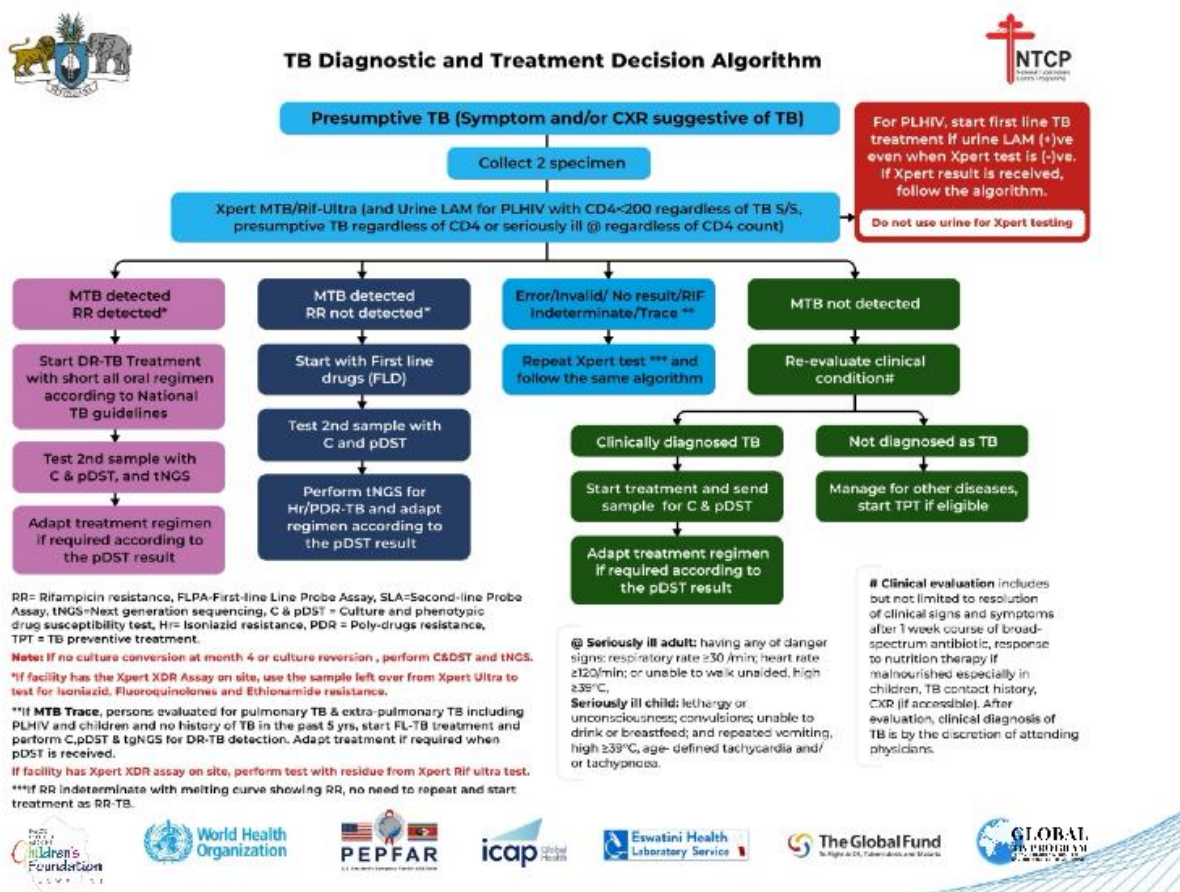 TB Diagnostic and Treatment Decision Algorithm
NTCP
Presumptive TB (Symptom and/or CXR suggestive of TB)
Collect 2 specimen
Xpert MTB/Rif-Ultra (and Urine LAM for PLHIV with CD4<200 regardless of TB S/S,
presumptive TB regardless of CD4 or seriously ill @ regardless of CD4 count)
For PLHIV, start first line TB
treatment if urine LAM (+)ve
even when Xpert test is (-)ve.
If Xpert result is received,
follow the algorithm.
Do not use urine for Xpert testing
MTB detected
RR detected*
Start DR-TB Treatment
with short all oral regimen
according to National
TB guidelines
Test 2nd sample with
C & pDST, and tNGS
Adapt treatment regimen
if required according to
the pDST result
MTB detected
RR not detected*
Start with First line
drugs (FLD)
Test 2nd sample with
C and pDST
Perform tNGS for
Hr/PDR-TB and adapt
regimen according to
the pDST result
Error/Invalid/ No result/RIF
Indeterminate/Trace **
Repeat Xpert test *** and
follow the same algorithm
MTB not detected
Re-evaluate clinical
condition#
Clinically diagnosed TB
Start treatment and send
sample for C & pDST
Adapt treatment regimen
if required according to
the pDST result
Not diagnosed as TB
Manage for other diseases,
start TPT if eligible
RR= Rifampicin resistance, FLPA-First-line Line Probe Assay, SLA=Second-line Probe
Assay, tNGS=Next generation sequencing, C & pDST = Culture and phenotypic
drug susceptibility test, Hr= Isoniazid resistance, PDR = Poly-drugs resistance,
TPT = TB preventive treatment.
Note: If no culture conversion at month 4 or culture reversion , perform C&DST and tNGS.
*If facility has the Xpert XDR Assay on site, use the sample left over from Xpert Ultra to
test for Isoniazid, Fluoroquinolones and Ethionamide resistance.
**If MTB Trace, persons evaluated for pulmonary TB & extra-pulmonary TB including
PLHIV and children and no history of TB in the past 5 yrs, start FL-TB treatment and
perform C,pDST & tgNGS for DR-TB detection. Adapt treatment if required when
pDST is received.
If facility has Xpert XDR assay on site, perform test with residue from Xpert Rif ultra test.
***If RR indeterminate with melting curve showing RR, no need to repeat and start
treatment as RR-TB.
@ Seriously ill adult: having any of danger
signs: respiratory rate ≥30 /min; heart rate
≥120/min; or unable to walk unaided, high
≥39°C,
Seriously ill child: lethargy or
unconsciousness; convulsions; unable to
drink or breastfeed; and repeated vomiting,
high ≥39°C, age- defined tachycardia and/
or tachypnoea.
# Clinical evaluation includes
but not limited to resolution
of clinical signs and symptoms
after 1 week course of broad-
spectrum antibiotic, response
to nutrition therapy if
malnourished especially in
children, TB contact history,
CXR (if accessible). After
evaluation, clinical diagnosis of
TB is by the discretion of attending
physicians.
Children's
Foundation
World Health
Organization
PEPFAR
icap Global
Health
Eswatini Health
Laboratory Service
The Global Fund
To Fight AIDS, Tuberculosis and Malaria
GLOBAL
TB PROGRAM